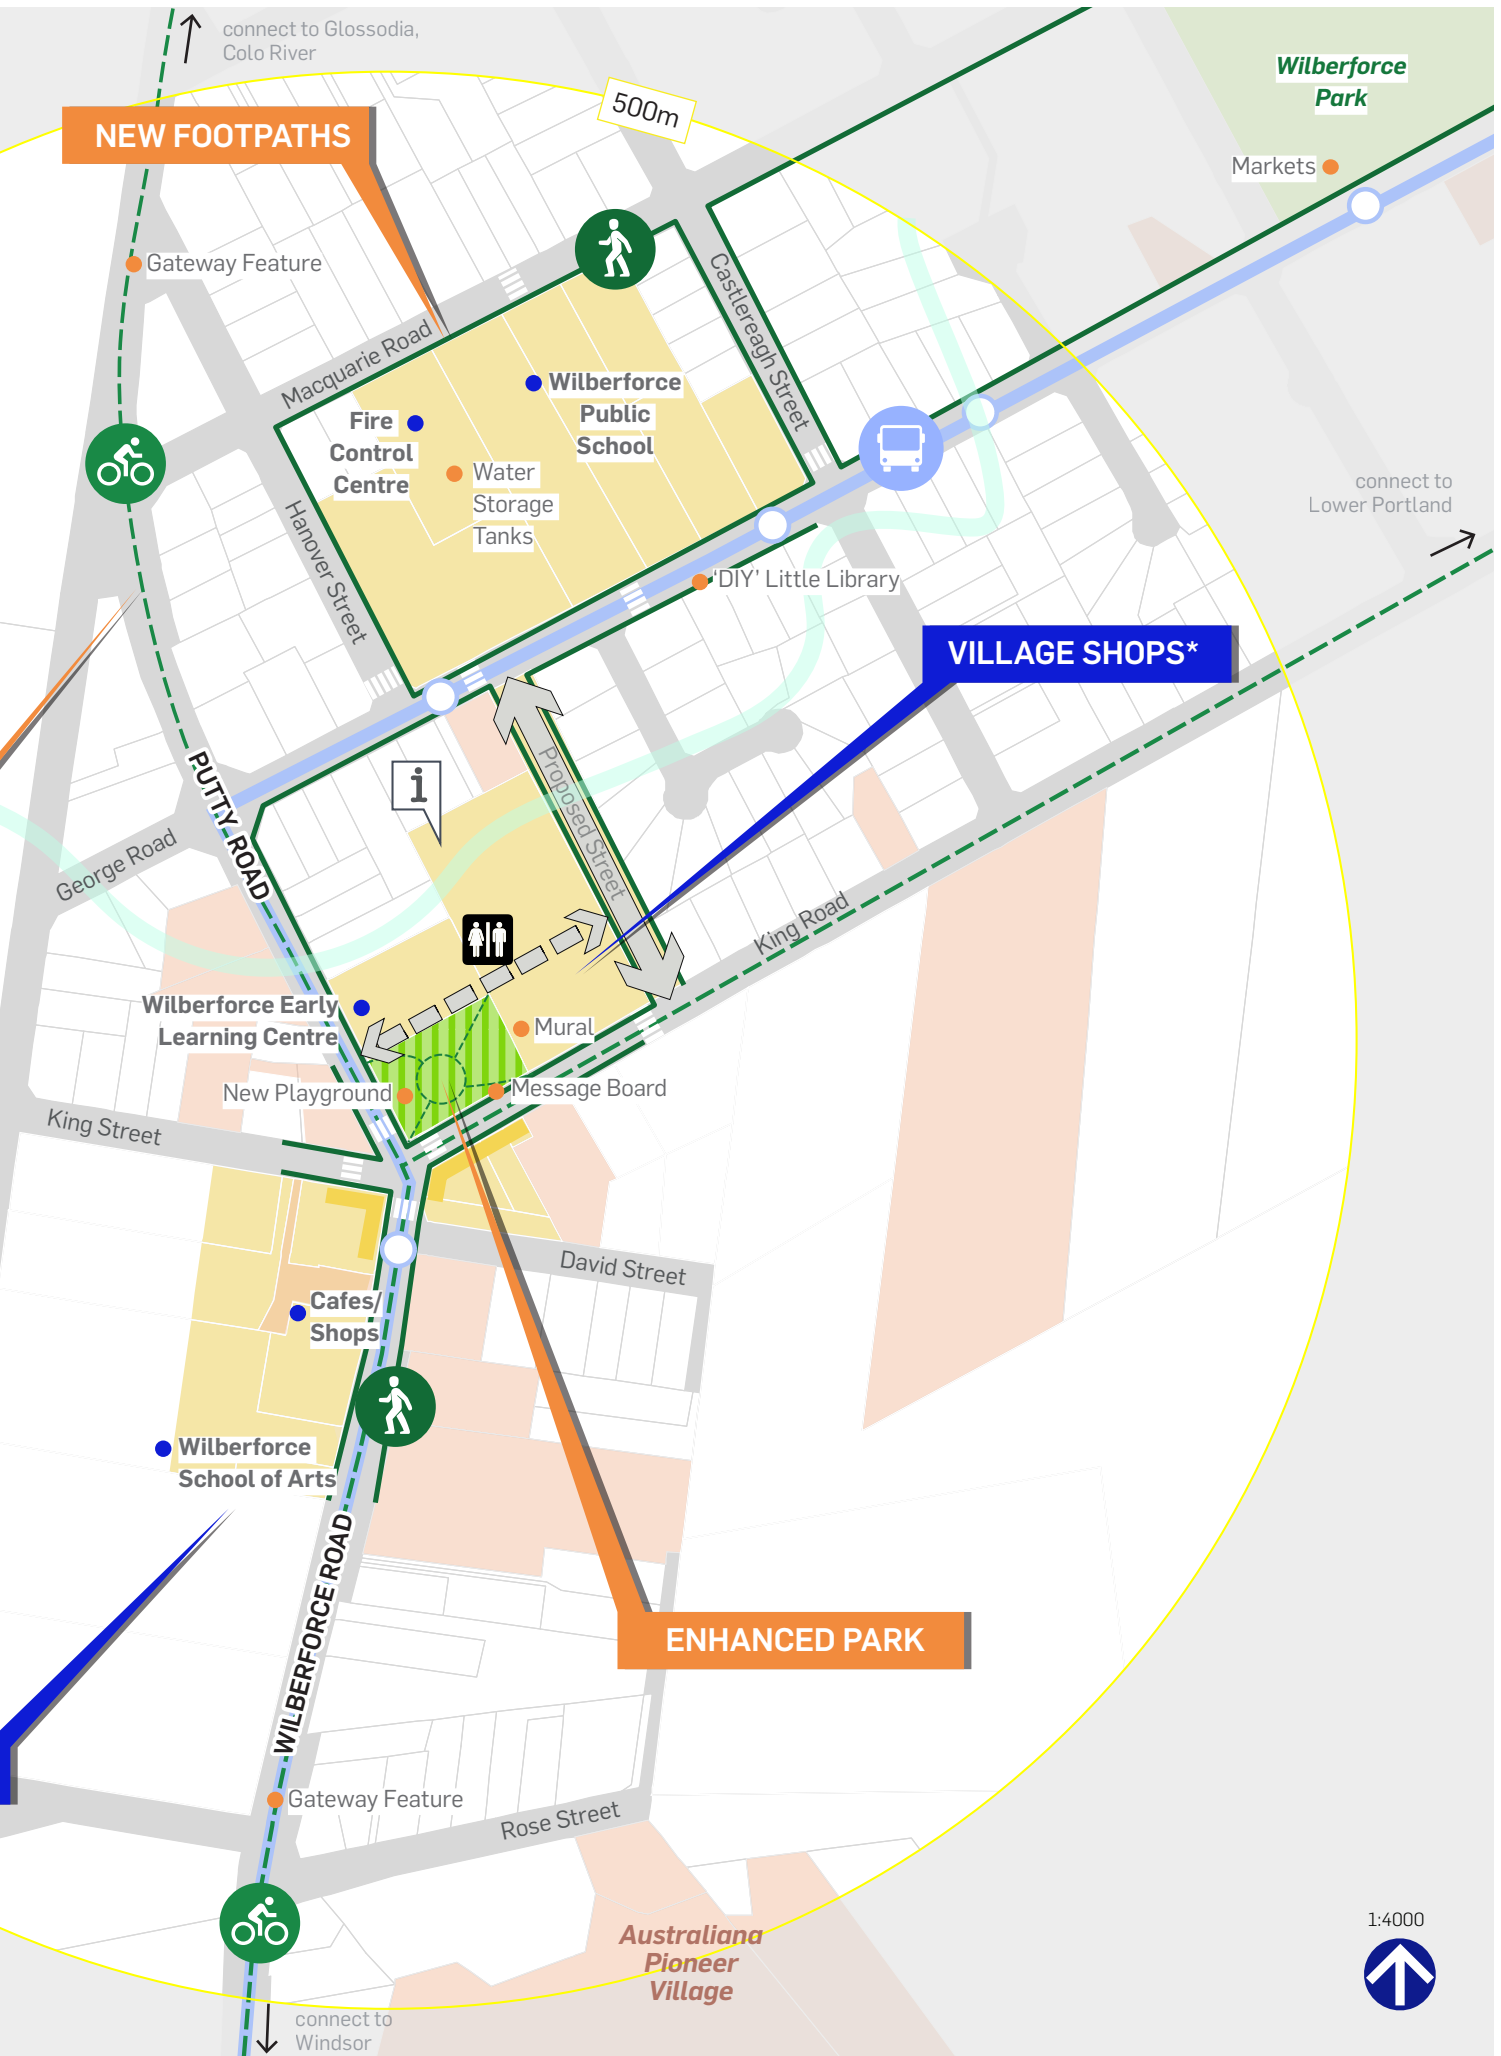 connect to Glossodia,
Colo River
Wilberforce
Park
500m
NEW FOOTPATHS
Markets
Gateway Feature
Castlereagh Street
Macquarie Road
Wilberforce
Public
School
Fire
Control
Centre
Water
Storage
Tanks
connect to
Lower Portland
Hanover Street
'DIY' Little Library
VILLAGE SHOPS*
PUTTY ROAD
i
Proposed Street
George Road
King Road
Wilberforce Early
Learning Centre
Mural
New Playground
Message Board
King Street
David Street
Cafes/
Shops
Wilberforce
School of Arts
WILBERFORCE ROAD
ENHANCED PARK
Gateway Feature
Rose Street
Australiana
Pioneer
Village
1:4000
connect to
Windsor